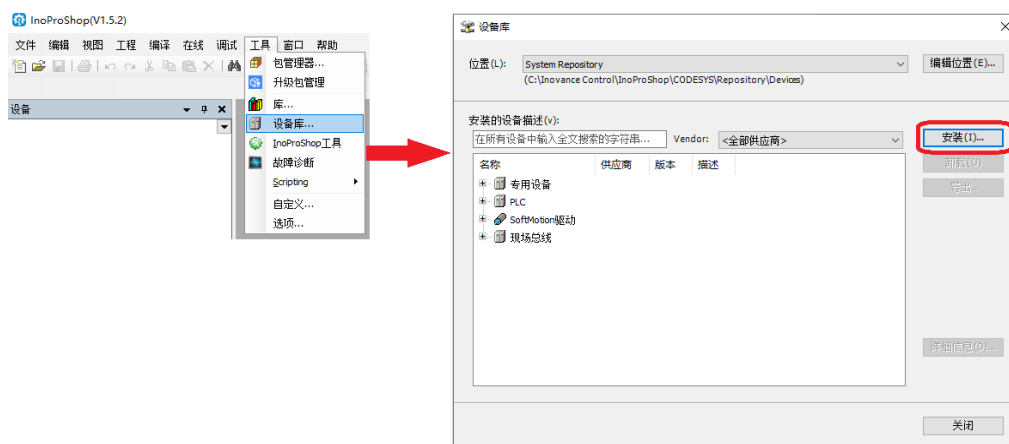 InoProShop(V1.5.2)
文件 编辑 视图 工程 编译 在线 调试 工具 窗口 帮助
包管理器...
升级包管理
库...
设备库...
InoProShop工具
故障诊断
Scripting
自定义...
选项...
设备
设备库
位置(L): System Repository 编辑位置(E)...
(C:\Inovance Control\InoProShop\CODESYS\Repository\Devices)
安装的设备描述(v):
在所有设备中输入全文搜索的字符串... Vendor: <全部供应商> 安装(I)...
名称 供应商 版本 描述 卸载(U)
专用设备 导出...
PLC
SoftMotion驱动
现场总线
详细信息(D)...
关闭